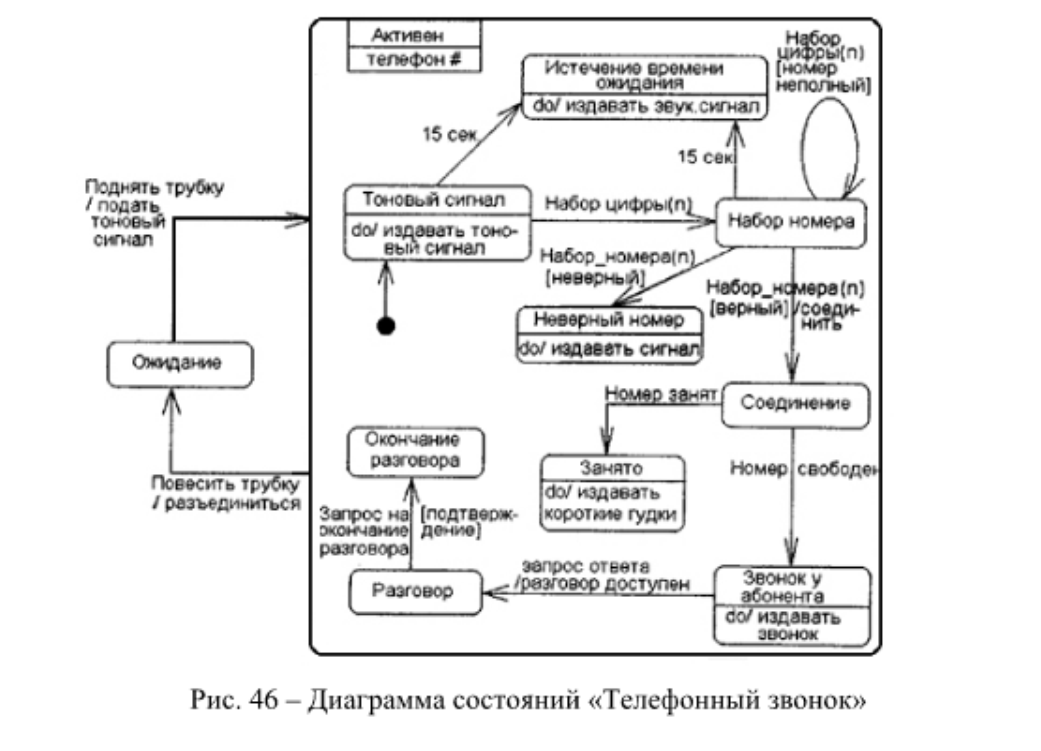 Активен
телефон #
Набор
цифры(n)
[номер
неполный]
Истечение времени
ожидания
do/ издавать звук.сигнал
15 сек
15 сек
Поднять трубку
/ подать
тоновый
сигнал
Тоновый сигнал
do/ издавать тоно-
вый сигнал
Набор цифры(n)
Набор номера
Набор_номера(n)
[неверный]
Набор_номера(n)
[верный] /соеди-
нить
Неверный номер
do/ издавать сигнал
Ожидание
Номер занят
Соединение
Окончание
разговора
Занято
do/ издавать
короткие гудки
Номер свободен
Повесить трубку
/ разъединиться
Запрос на
окончание
разговора
[подтверж-
дение]
запрос ответа
/разговор доступен
Разговор
Звонок у
абонента
do/ издавать
звонок
Рис. 46 – Диаграмма состояний «Телефонный звонок»